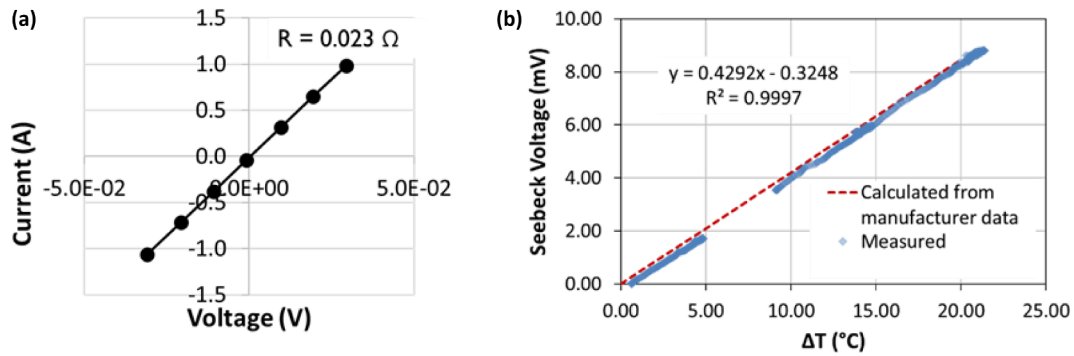 (a)
1.5
R = 0.023 Ω
1.0
0.5
0.0
-5.0E-02
0.0E+00
5.0E-02
-0.5
-1.0
-1.5
Current (A)
Voltage (V)
(b)
10.00
y = 0.4292x - 0.3248
R² = 0.9997
8.00
6.00
4.00
2.00
0.00
Seebeck Voltage (mV)
Calculated from
manufacturer data
Measured
0.00
5.00
10.00
15.00
20.00
25.00
ΔT (°C)